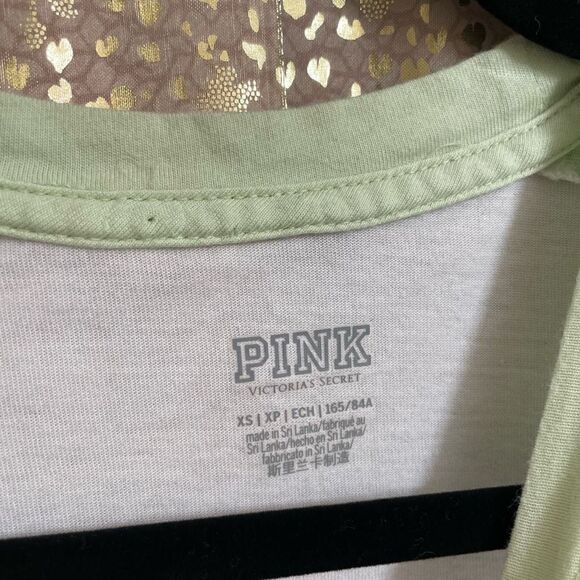 PINK
VICTORIA'S SECRET
XS | XP | ECH | 165/84A
made in Sri Lanka/fabriqué au
Sri Lanka/hecho en Sri Lanka/
fabbricato in Sri Lanka/
斯里兰卡制造